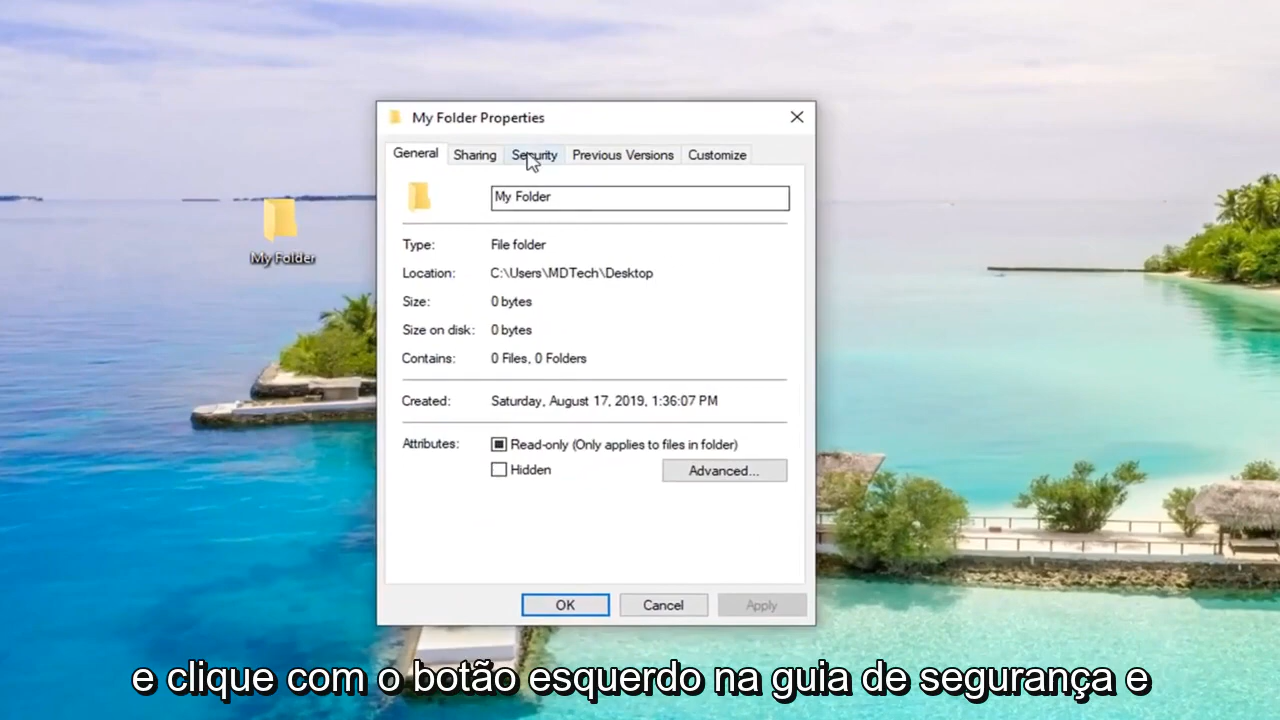 My Folder Properties
General Sharing Security Previous Versions Customize
My Folder
My Folder
Type: File folder
Location: C:\Users\MDTech\Desktop
Size: 0 bytes
Size on disk: 0 bytes
Contains: 0 Files, 0 Folders
Created: Saturday, August 17, 2019, 1:36:07 PM
Attributes: Read-only (Only applies to files in folder)
Hidden Advanced...
OK Cancel Apply
e clique com o botão esquerdo na guia de segurança e